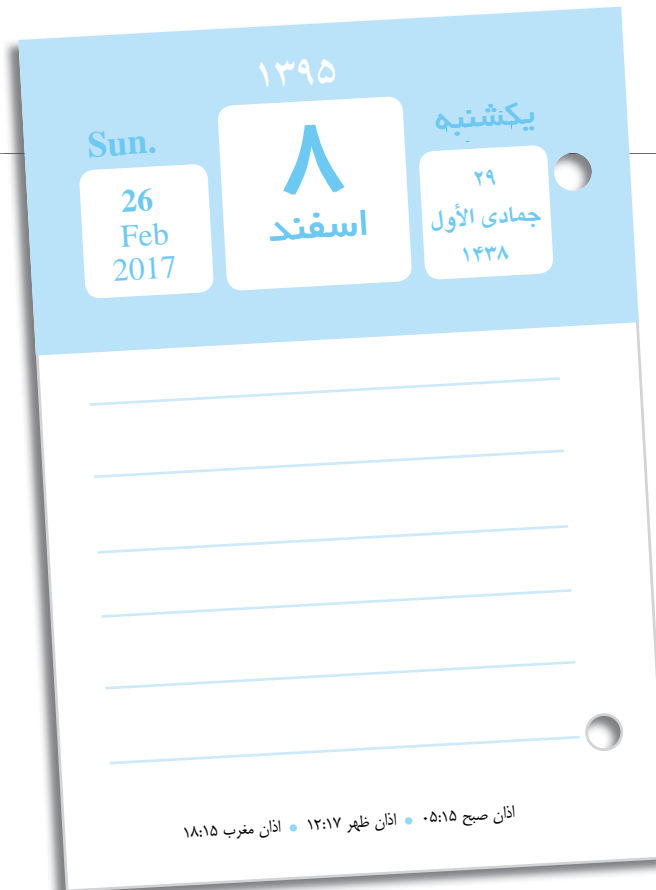 ۱۳۹۵
یکشنبه
۲۹
جمادی الأول
۱۴۳۸
۸
اسفند
Sun.
26
Feb
2017
اذان صبح ۰۵:۱۵ • اذان ظهر ۱۲:۱۷ • اذان مغرب ۱۸:۱۵